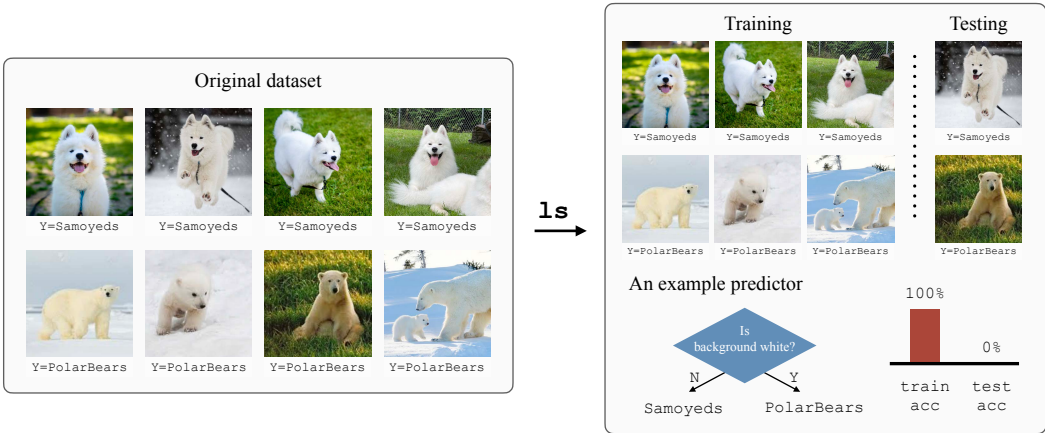 Original dataset
Y=Samoyeds Y=Samoyeds Y=Samoyeds Y=Samoyeds
Y=PolarBears Y=PolarBears Y=PolarBears Y=PolarBears
ls
Training Testing
Y=Samoyeds Y=Samoyeds Y=Samoyeds Y=Samoyeds
Y=PolarBears Y=PolarBears Y=PolarBears Y=PolarBears
An example predictor
Is
background white?
N Y
Samoyeds PolarBears
100%
0%
train test
acc acc